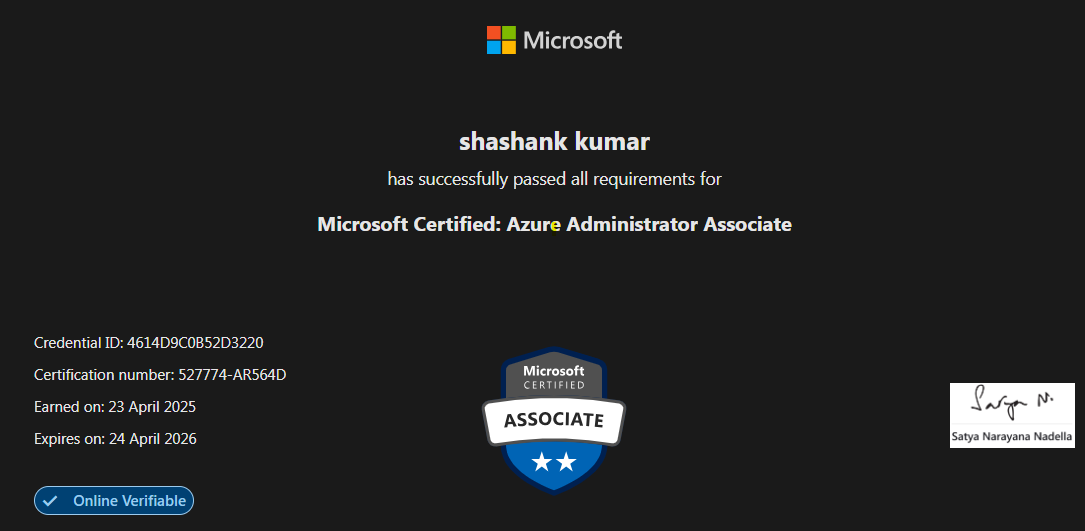 Microsoft
shashank kumar
has successfully passed all requirements for
Microsoft Certified: Azure Administrator Associate
Credential ID: 4614D9C0B52D3220
Certification number: 527774-AR564D
Earned on: 23 April 2025
Expires on: 24 April 2026
Online Verifiable
Microsoft
CERTIFIED
ASSOCIATE
Satya N.
Satya Narayana Nadella